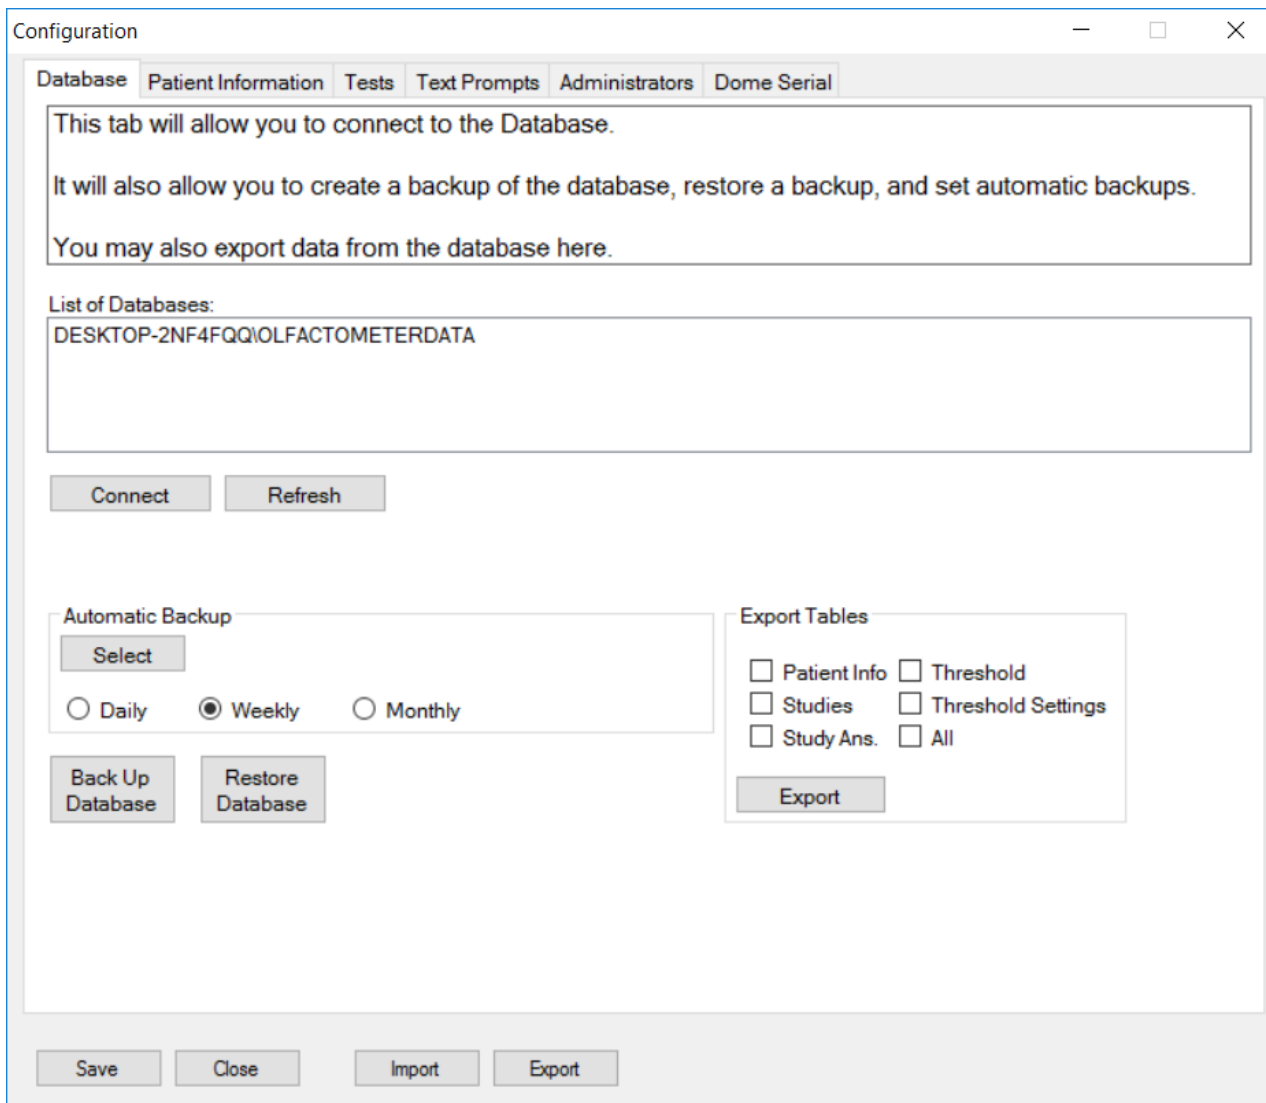 Configuration
Database Patient Information Tests Text Prompts Administrators Dome Serial
This tab will allow you to connect to the Database.
It will also allow you to create a backup of the database, restore a backup, and set automatic backups.
You may also export data from the database here.
List of Databases:
DESKTOP-2NF4FQQ\OLFACTOMETERDATA
Connect Refresh
Automatic Backup
Select
Daily Weekly Monthly
Back Up
Database
Restore
Database
Export Tables
Patient Info Threshold
Studies Threshold Settings
Study Ans. All
Export
Save Close Import Export